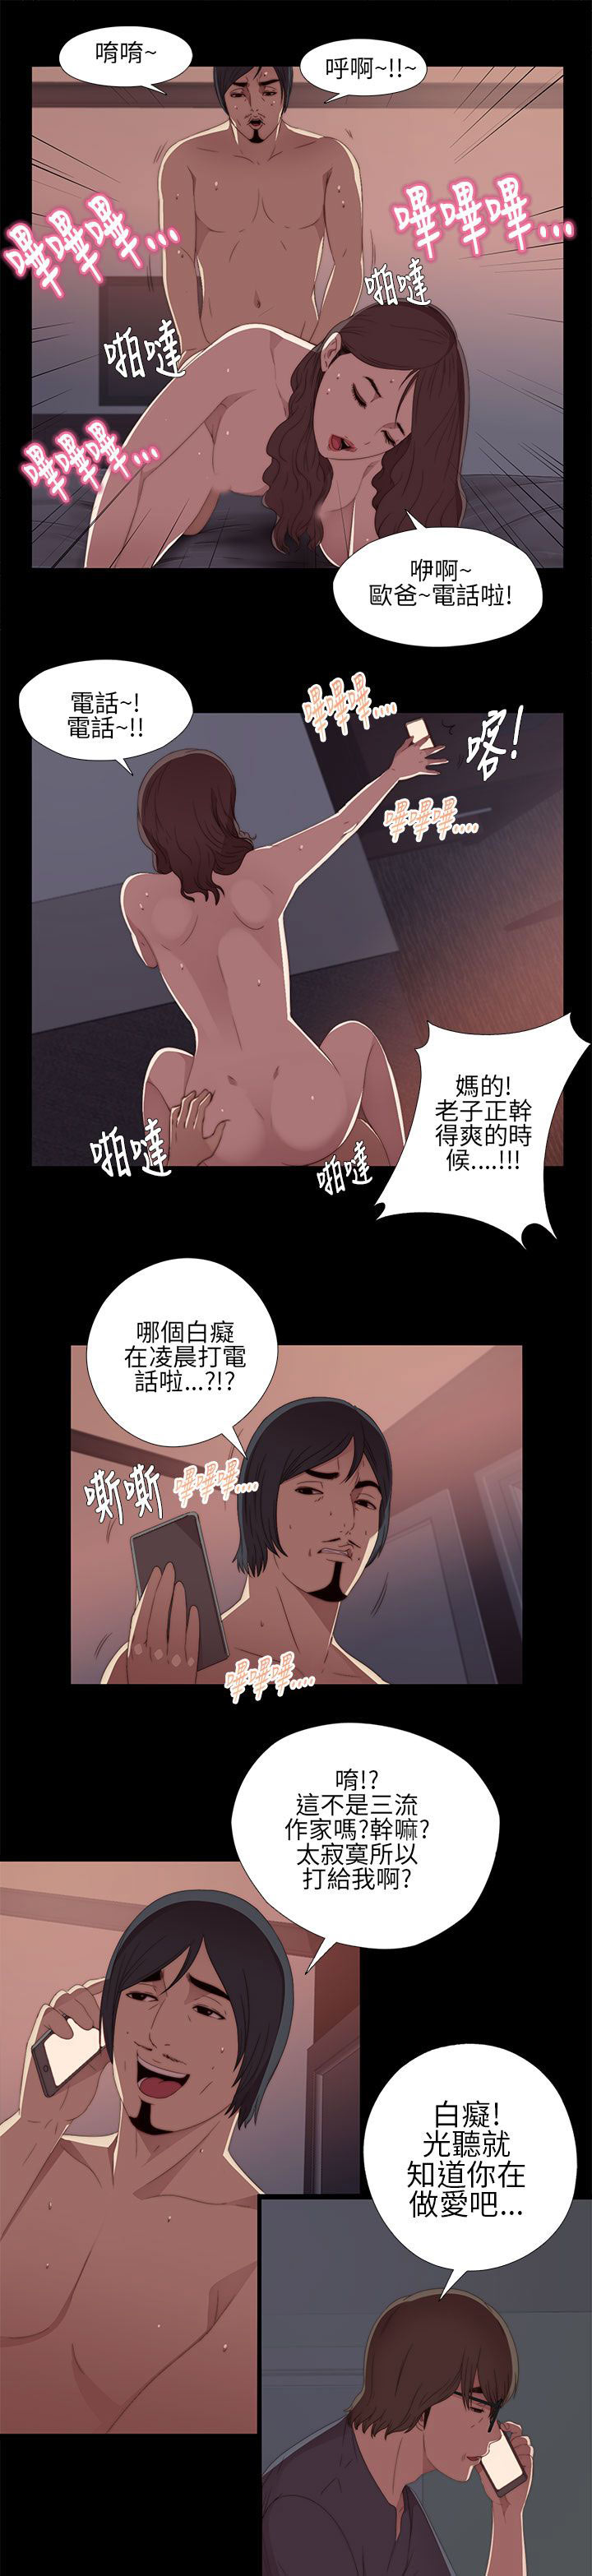 唷唷~
呼啊~!!~
嗶嗶嗶...
嗶嗶嗶...
啪噠
啪噠
嗶嗶嗶...
咿啊~
歐爸~電話啦!
電話~!
電話~!!
嗶嗶嗶....
喀!
嗶嗶嗶....
媽的!
老子正幹
得爽的時
候....!!!
啪噠
啪噠
哪個白癡
在凌晨打電
話啦...?!?
嘶嘶
嗶嗶嗶....
嗶嗶嗶....
唷!?
這不是三流
作家嗎?幹嘛?
太寂寞所以
打給我啊?
白癡!
光聽就
知道你在
做愛吧...